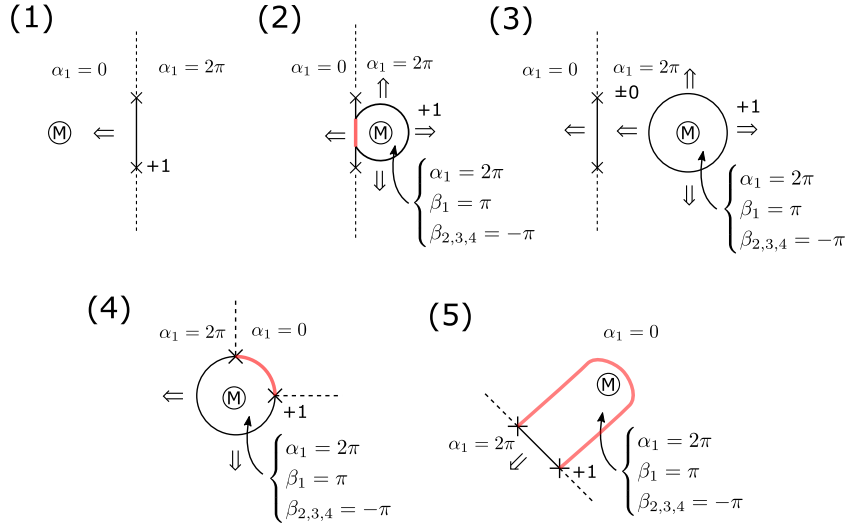 (1)
α₁ = 0
α₁ = 2π
M
⇐
+1
(2)
α₁ = 0
α₁ = 2π
⇑
+1
⇐
M
⇒
⇓
α₁ = 2π
β₁ = π
β₂,₃,₄ = −π
(3)
α₁ = 0
α₁ = 2π
⇑
±0
+1
⇐
⇐
M
⇒
⇓
α₁ = 2π
β₁ = π
β₂,₃,₄ = −π
(4)
α₁ = 2π
α₁ = 0
⇐
M
+1
⇓
α₁ = 2π
β₁ = π
β₂,₃,₄ = −π
(5)
α₁ = 0
M
α₁ = 2π
+1
α₁ = 2π
β₁ = π
β₂,₃,₄ = −π